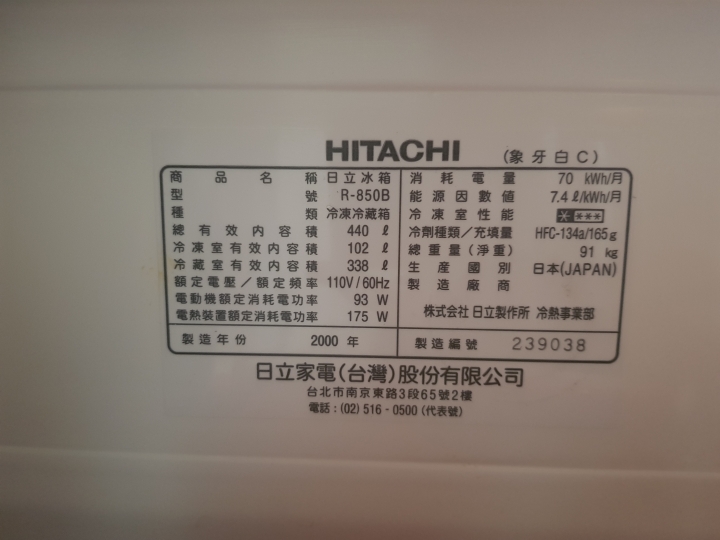 HITACHI (象牙白C)
商品名稱 日立冰箱
型號 R-850B
種類 冷凍冷藏箱
總有效內容積 440 ℓ
冷凍室有效內容積 102 ℓ
冷藏室有效內容積 338 ℓ
額定電壓/額定頻率 110V/60Hz
電動機額定消耗電功率 93 W
電熱裝置額定消耗電功率 175 W
製造年份 2000 年
消耗電量 70 kWh/月
能源因數值 7.4 ℓ/kWh/月
冷凍室性能 * ***
冷劑種類/充填量 HFC-134a/165g
總重量(淨重) 91 kg
生產國別 日本(JAPAN)
製造廠商
株式会社 日立製作所 冷熱事業部
製造編號 239038
日立家電(台灣)股份有限公司
台北市南京東路3段65號2樓
電話:(02)516-0500(代表號)